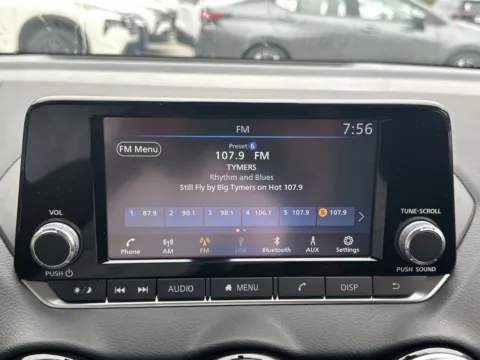 FM
7:56
FM Menu
Preset 6
107.9 FM
TYMERS
Rhythm and Blues
Still Fly by Big Tymers on Hot 107.9
1 87.9 2 90.1 3 98.1 4 106.1 5 107.9 6 107.9
VOL
TUNE·SCROLL
Phone AM FM USB Bluetooth AUX Settings
PUSH
PUSH SOUND
AUDIO MENU DISP